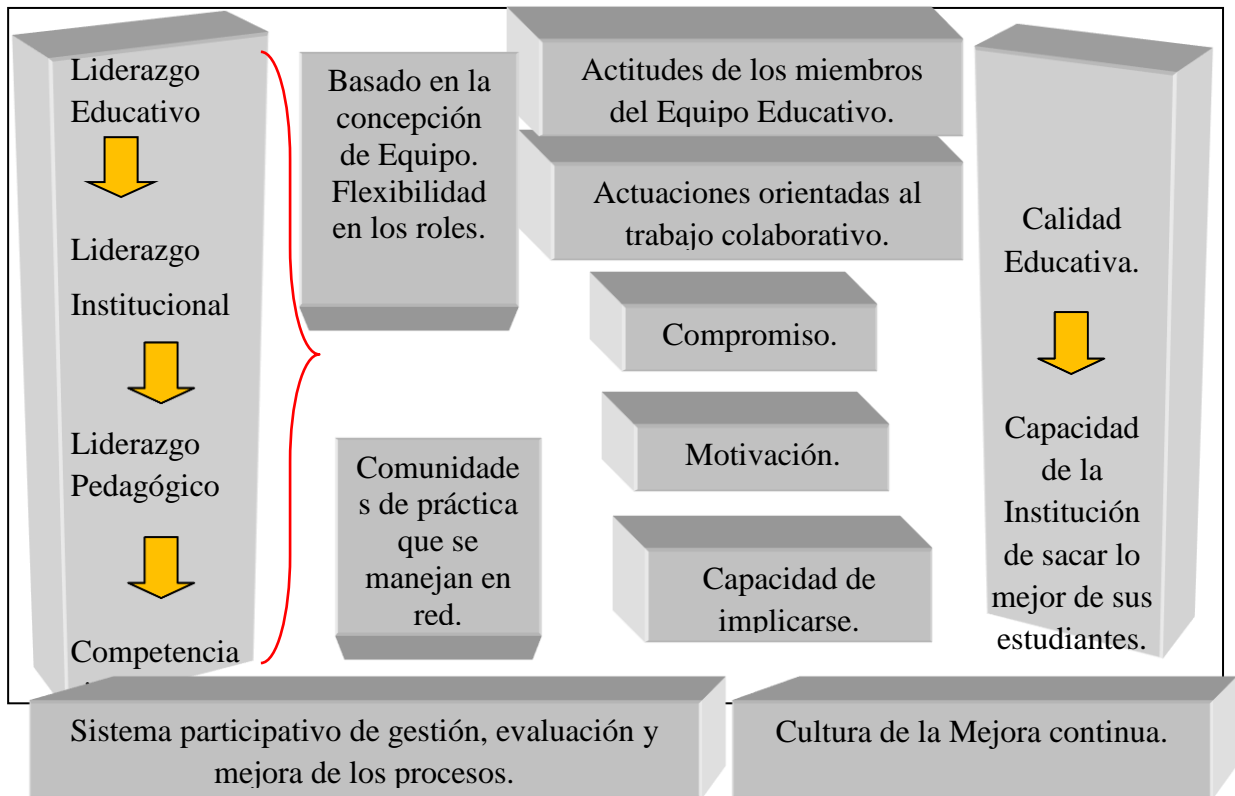 Liderazgo
Educativo
Liderazgo
Institucional
Liderazgo
Pedagógico
Competencia
Basado en la
concepción
de Equipo.
Flexibilidad
en los roles.
Comunidade
s de práctica
que se
manejan en
red.
Actitudes de los miembros
del Equipo Educativo.
Actuaciones orientadas al
trabajo colaborativo.
Compromiso.
Motivación.
Capacidad de
implicarse.
Calidad
Educativa.
Capacidad
de la
Institución
de sacar lo
mejor de sus
estudiantes.
Sistema participativo de gestión, evaluación y
mejora de los procesos.
Cultura de la Mejora continua.